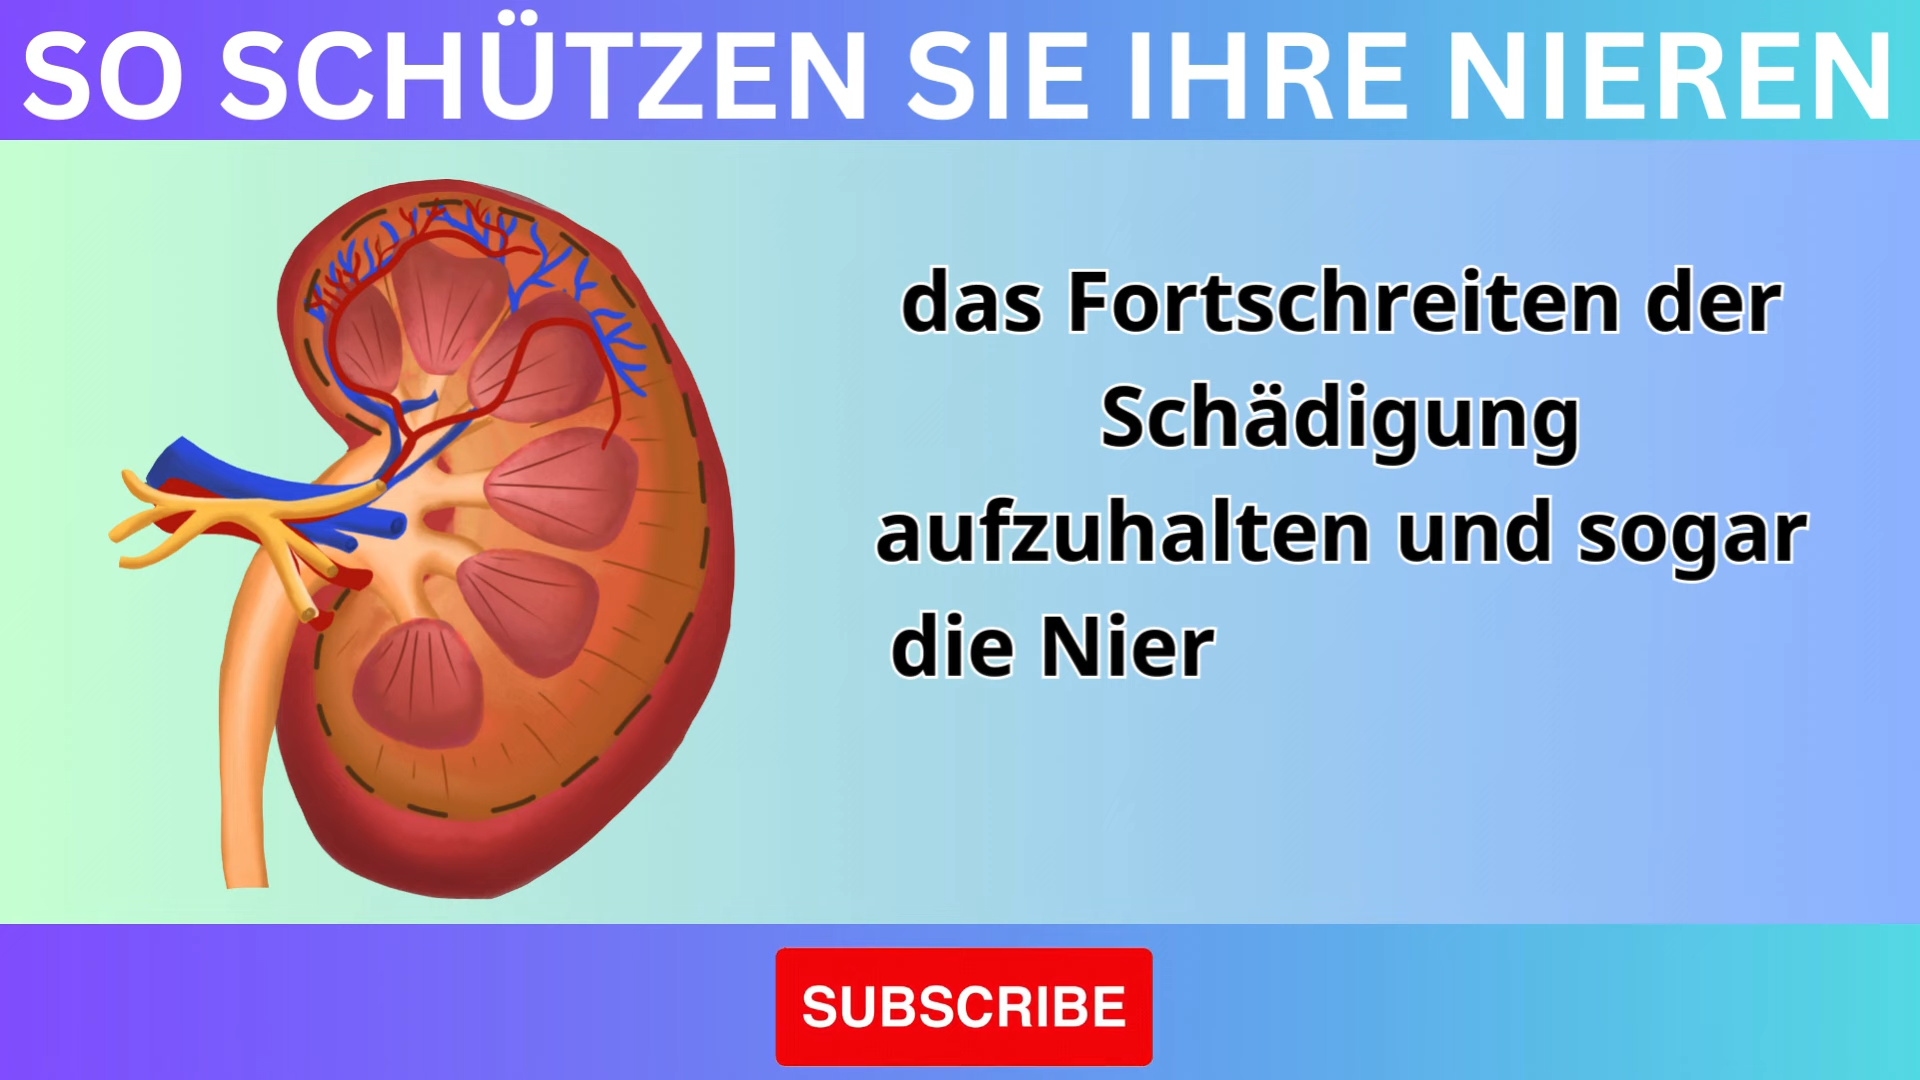 SO SCHÜTZEN SIE IHRE NIEREN
das Fortschreiten der
Schädigung
aufzuhalten und sogar
die Nier
SUBSCRIBE